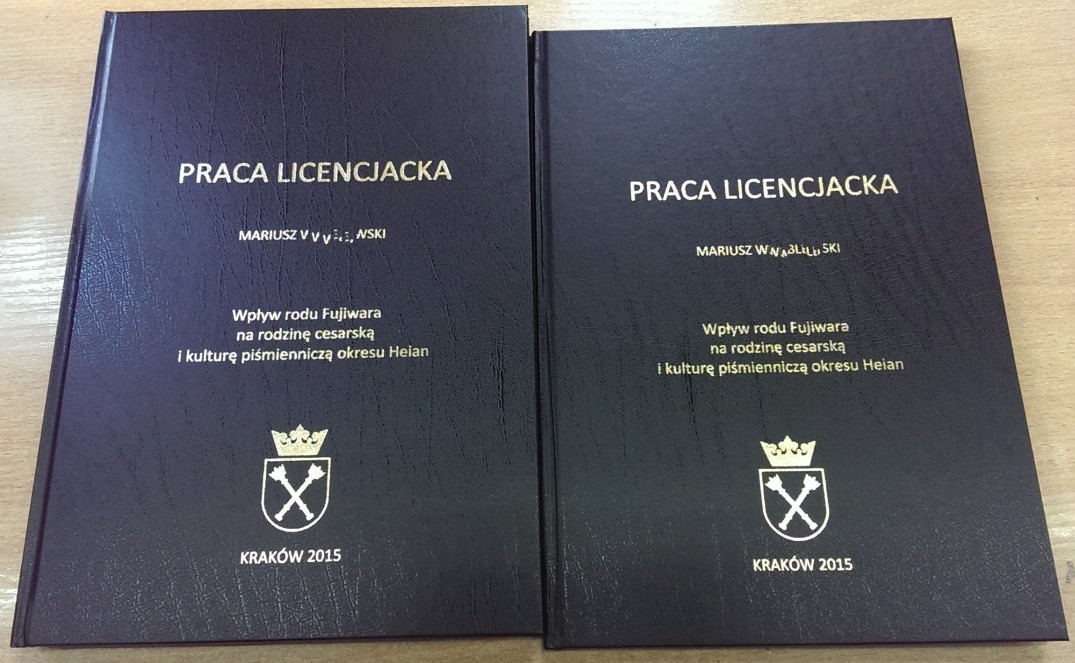 PRACA LICENCJACKA
MARIUSZ
Wpływ rodu Fujiwara
na rodzinę cesarską
i kulturę piśmienniczą okresu Heian
KRAKÓW 2015
PRACA LICENCJACKA
MARIUSZ
Wpływ rodu Fujiwara
na rodzinę cesarską
i kulturę piśmienniczą okresu Heian
KRAKÓW 2015